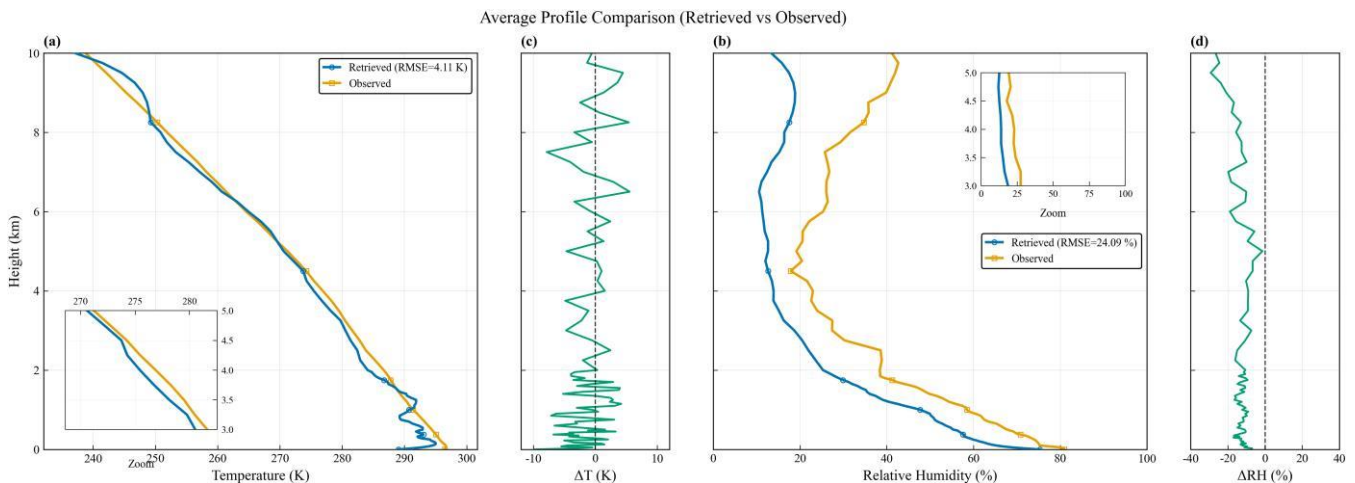 Average Profile Comparison (Retrieved vs Observed)
(a)
10
8
6
4
2
0
Height (km)
Retrieved (RMSE=4.11 K)
Observed
270 275 280
5.0
4.5
4.0
3.5
3.0
Zoom
240 250 260 270 280 290 300
Temperature (K)
(c)
-10 0 10
ΔT (K)
(b)
5.0
4.5
4.0
3.5
3.0
0 25 50 75 100
Zoom
Retrieved (RMSE=24.09 %)
Observed
0 20 40 60 80
Relative Humidity (%)
(d)
-40 -20 0 20 40
ΔRH (%)